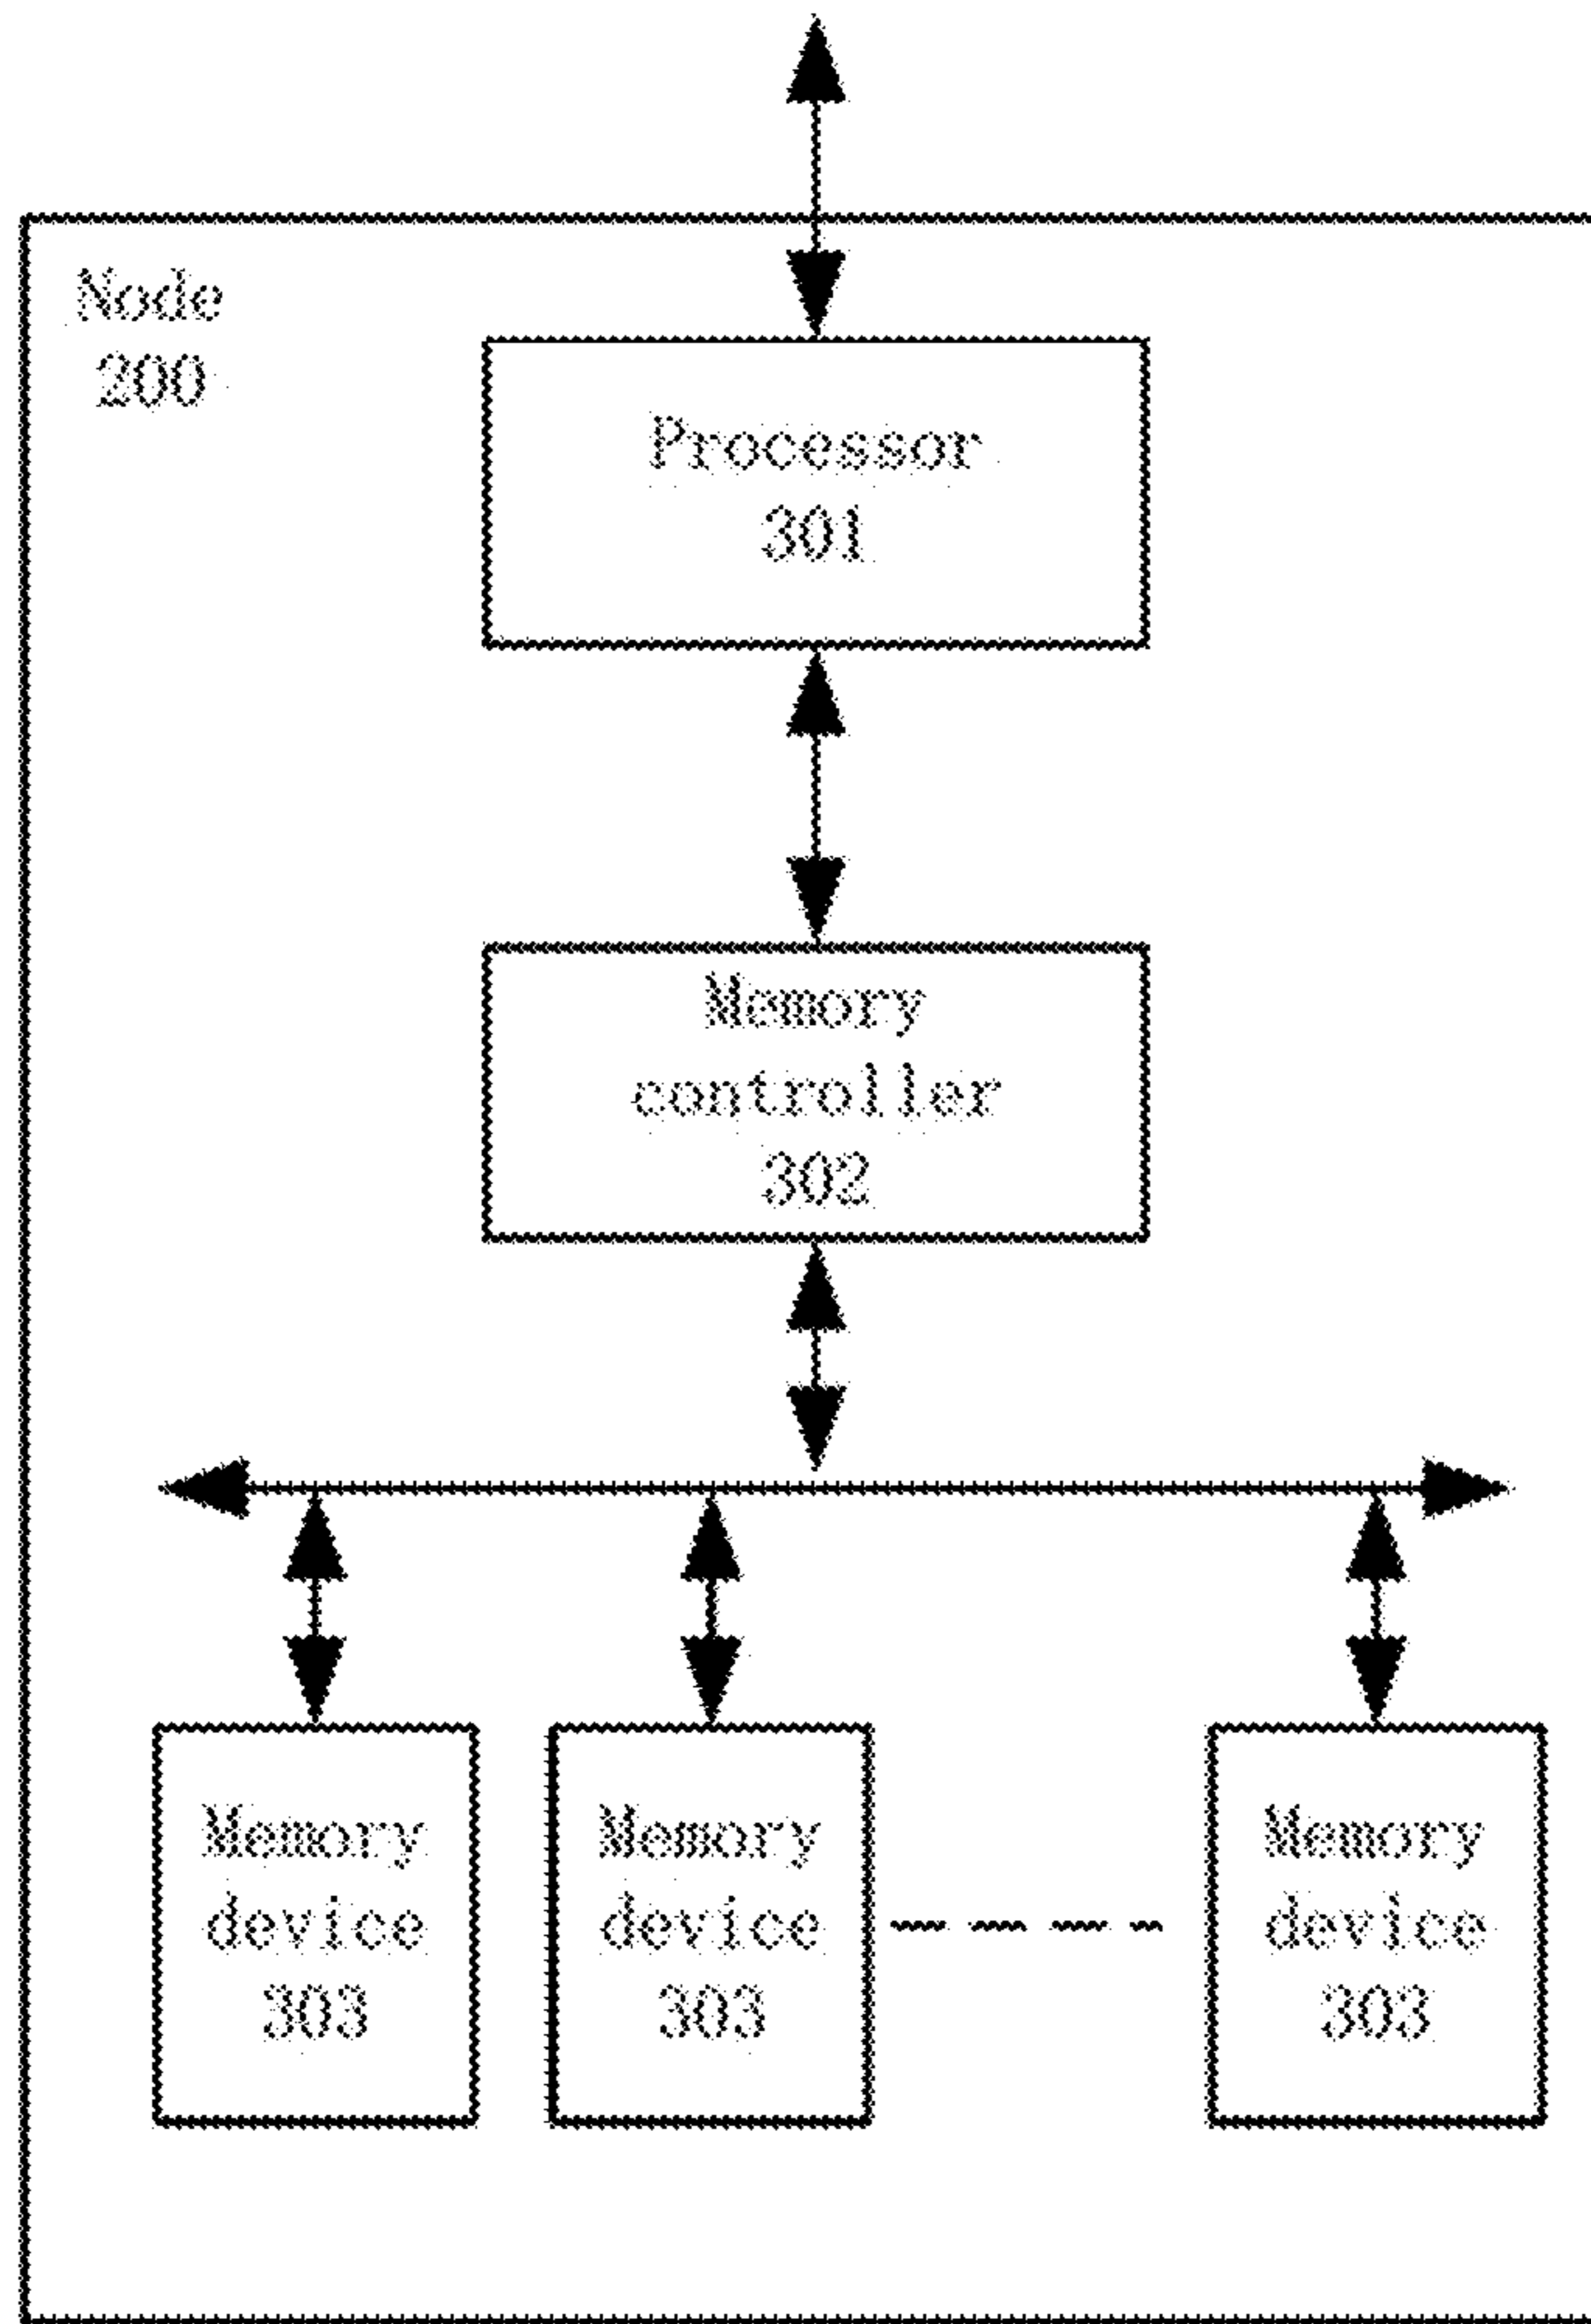 Node
200
Processor
301
Memory
controller
302
Memory
device
303
Memory
device
303
Memory
device
303